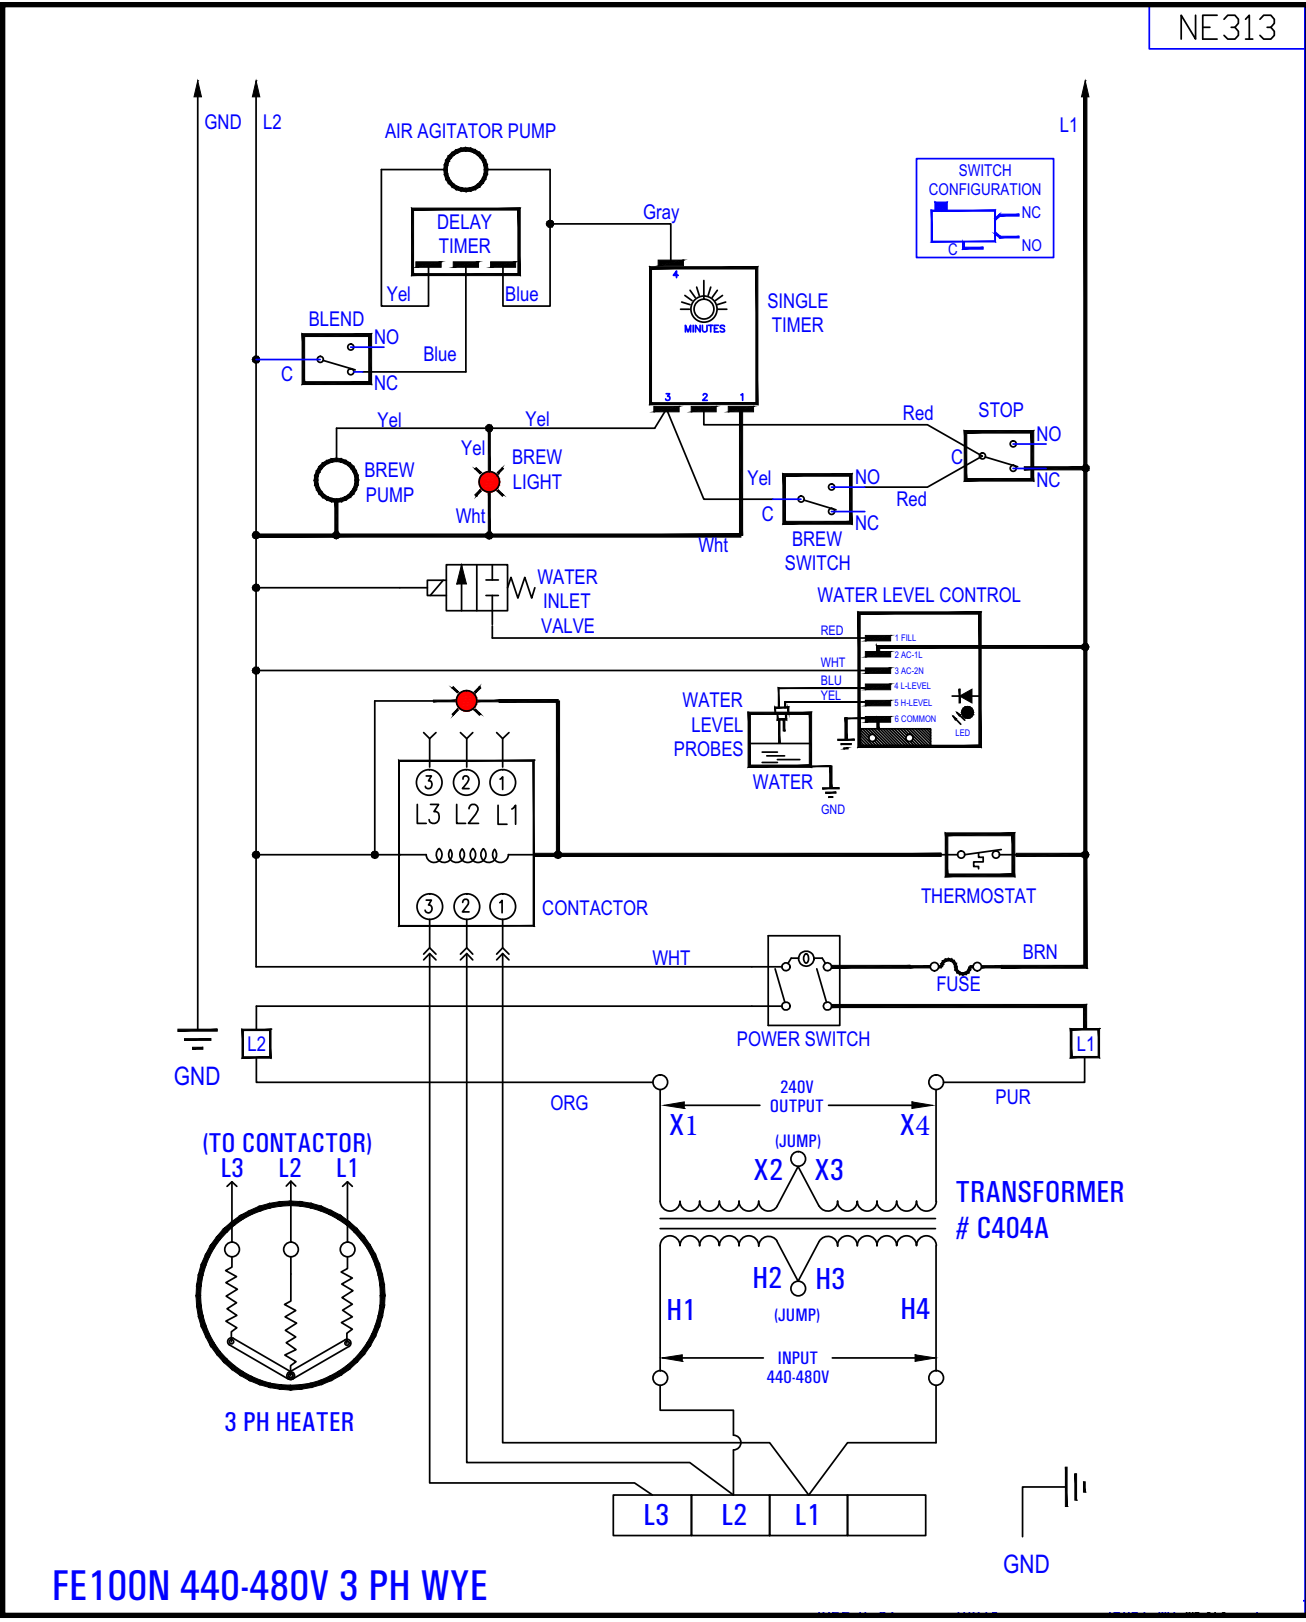 NE313
GND
L2
L1
AIR AGITATOR PUMP
SWITCH
CONFIGURATION
NC
NO
C
DELAY
TIMER
Gray
4
MINUTES
SINGLE
TIMER
Yel
Blue
BLEND
NO
Blue
C
NC
3
2
1
Yel
Yel
Red
STOP
NO
C
NC
Yel
BREW
LIGHT
BREW
PUMP
Wht
Wht
Yel
C
NO
NC
Red
BREW
SWITCH
WATER
INLET
VALVE
WATER LEVEL CONTROL
RED
1 FILL
2 AC-1L
WHT
3 AC-2N
BLU
4 L-LEVEL
YEL
5 H-LEVEL
6 COMMON
LED
WATER
LEVEL
PROBES
WATER
GND
3
2
1
L3
L2
L1
3
2
1
CONTACTOR
THERMOSTAT
WHT
BRN
FUSE
POWER SWITCH
L2
L1
GND
ORG
PUR
240V
OUTPUT
X1
X4
(JUMP)
X2
X3
TRANSFORMER
# C404A
H2
H3
(JUMP)
H1
H4
INPUT
440-480V
(TO CONTACTOR)
L3
L2
L1
3 PH HEATER
L3
L2
L1
GND
FE100N 440-480V 3 PH WYE